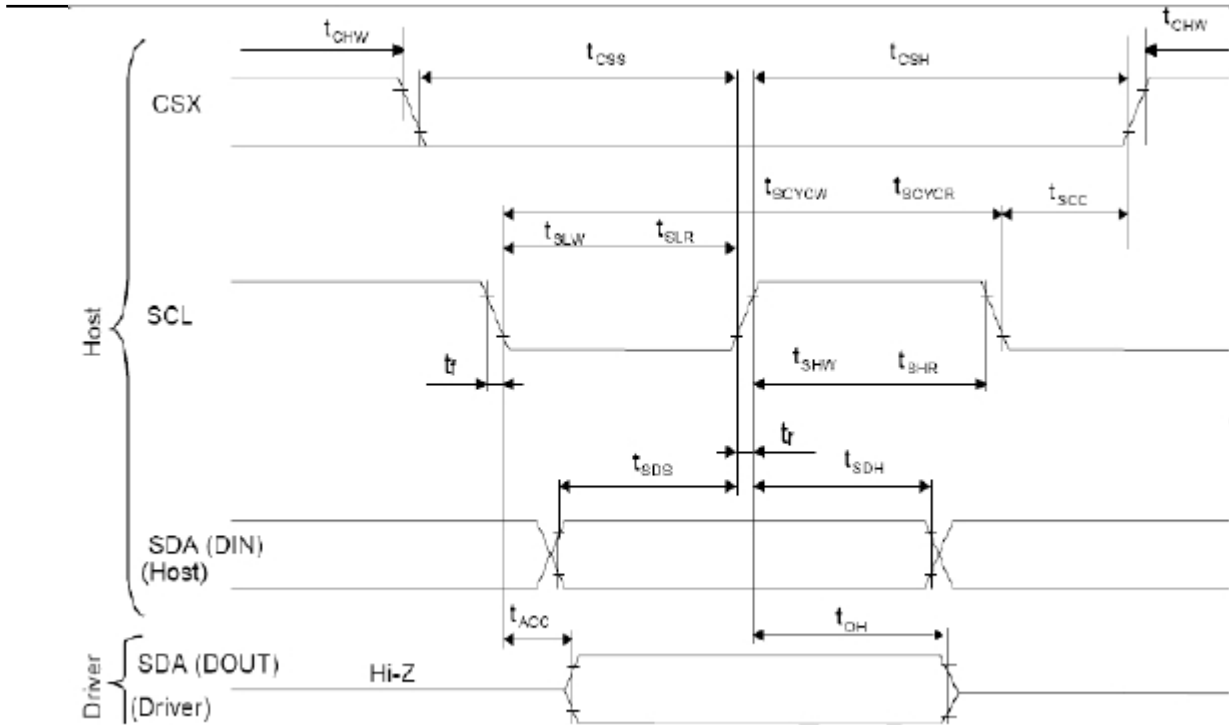 tCHW
tCHW
tCSS
tCSH
CSX
tSCYCW
tSCYCR
tSCC
tSLW
tSLR
Host
SCL
tSHW
tSHR
tf
tr
tSDS
tSDH
SDA (DIN)
(Host)
tACC
tOH
Driver
SDA (DOUT)
Hi-Z
(Driver)